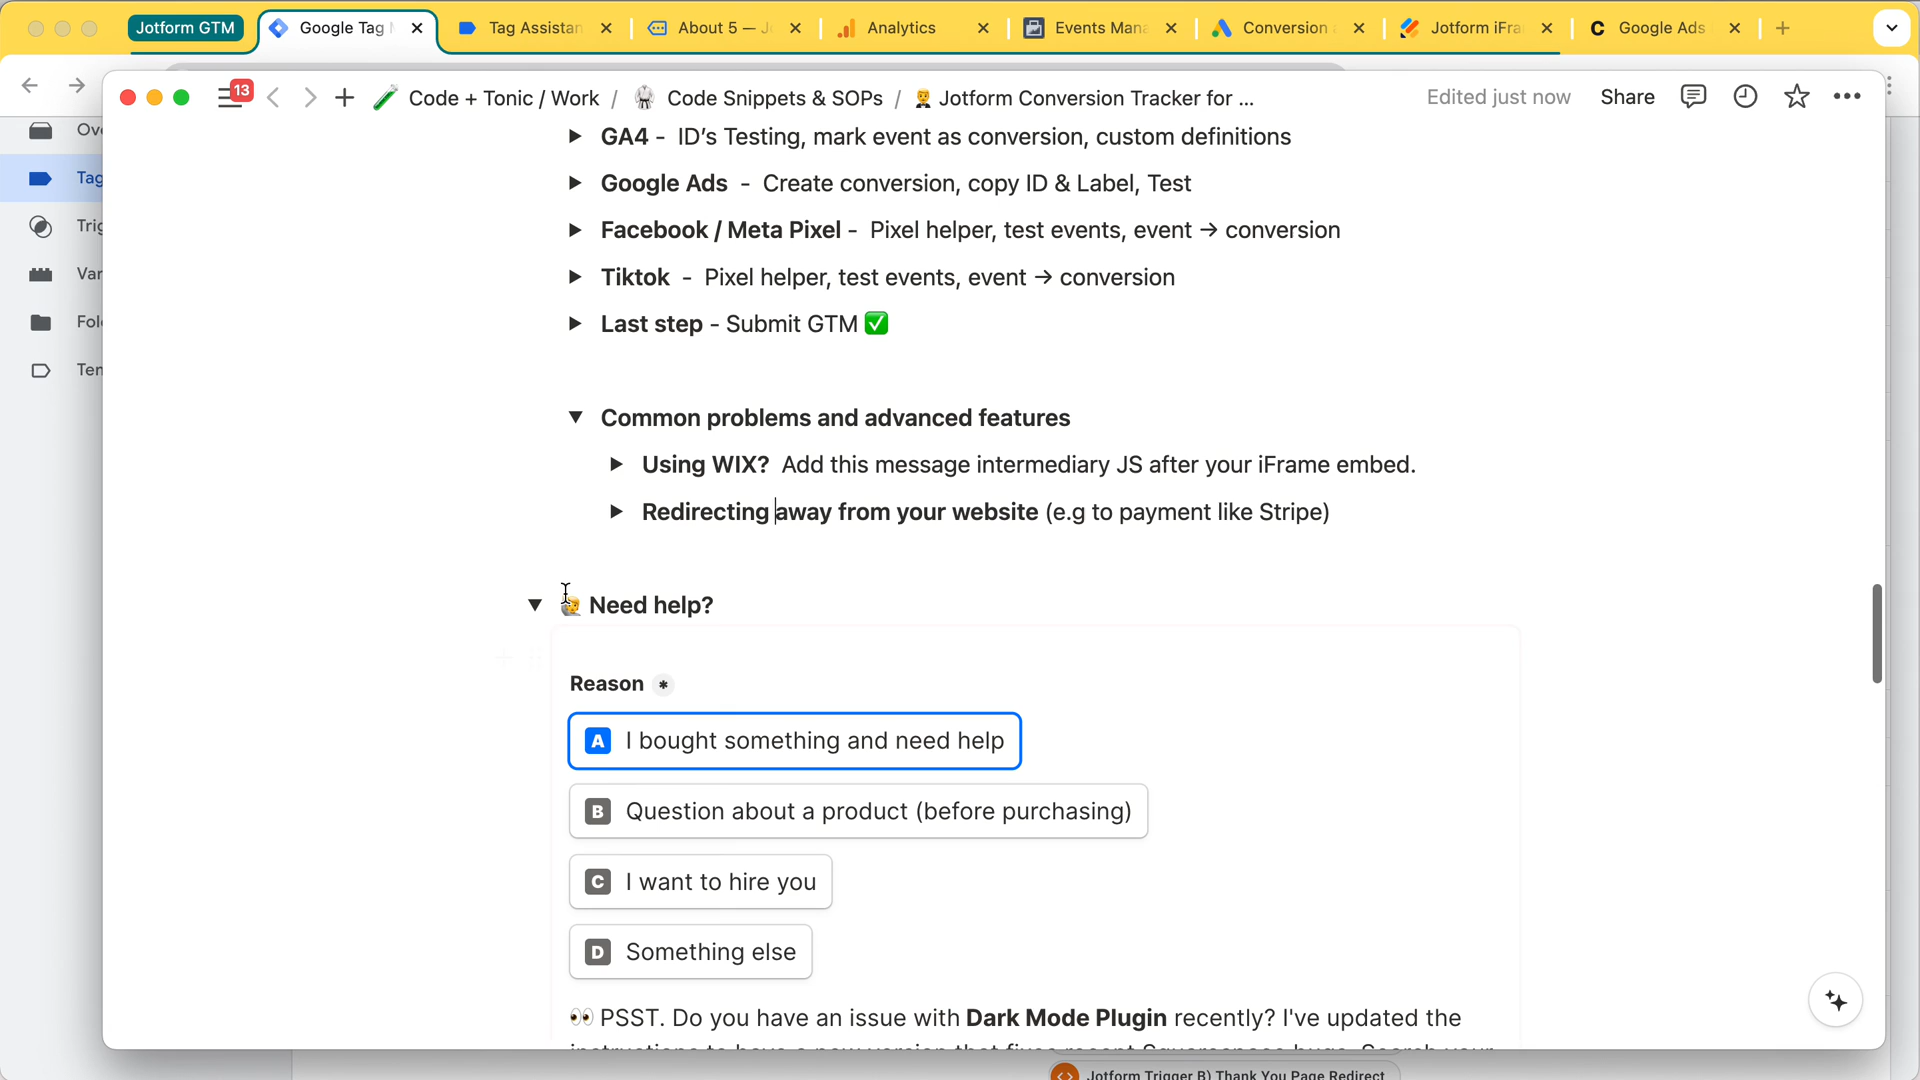 Jotform GTM
Google Tag
Tag Assistan
About 5 — J
Analytics
Events Mana
Conversion
Jotform iFra
Google Ads
13
Code + Tonic / Work / Code Snippets & SOPs / Jotform Conversion Tracker for ...
Edited just now
Share
Ove
Tag
Trig
Var
Fol
Ten
GA4 - ID's Testing, mark event as conversion, custom definitions
Google Ads - Create conversion, copy ID & Label, Test
Facebook / Meta Pixel - Pixel helper, test events, event → conversion
Tiktok - Pixel helper, test events, event → conversion
Last step - Submit GTM ✅
Common problems and advanced features
Using WIX? Add this message intermediary JS after your iFrame embed.
Redirecting away from your website (e.g to payment like Stripe)
Need help?
Reason *
A I bought something and need help
B Question about a product (before purchasing)
C I want to hire you
D Something else
👀 PSST. Do you have an issue with Dark Mode Plugin recently? I've updated the
Jotform Trigger B) Thank You Page Redirect